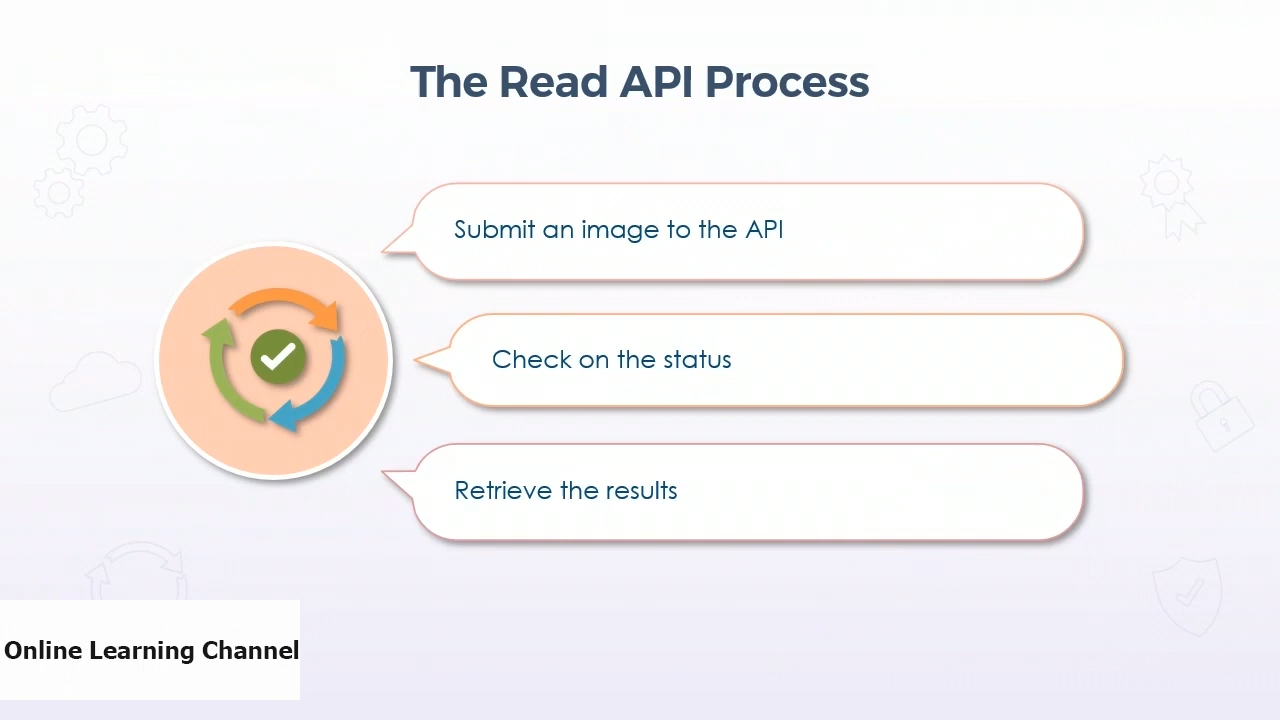 The Read API Process
Submit an image to the API
Check on the status
Retrieve the results
Online Learning Channel